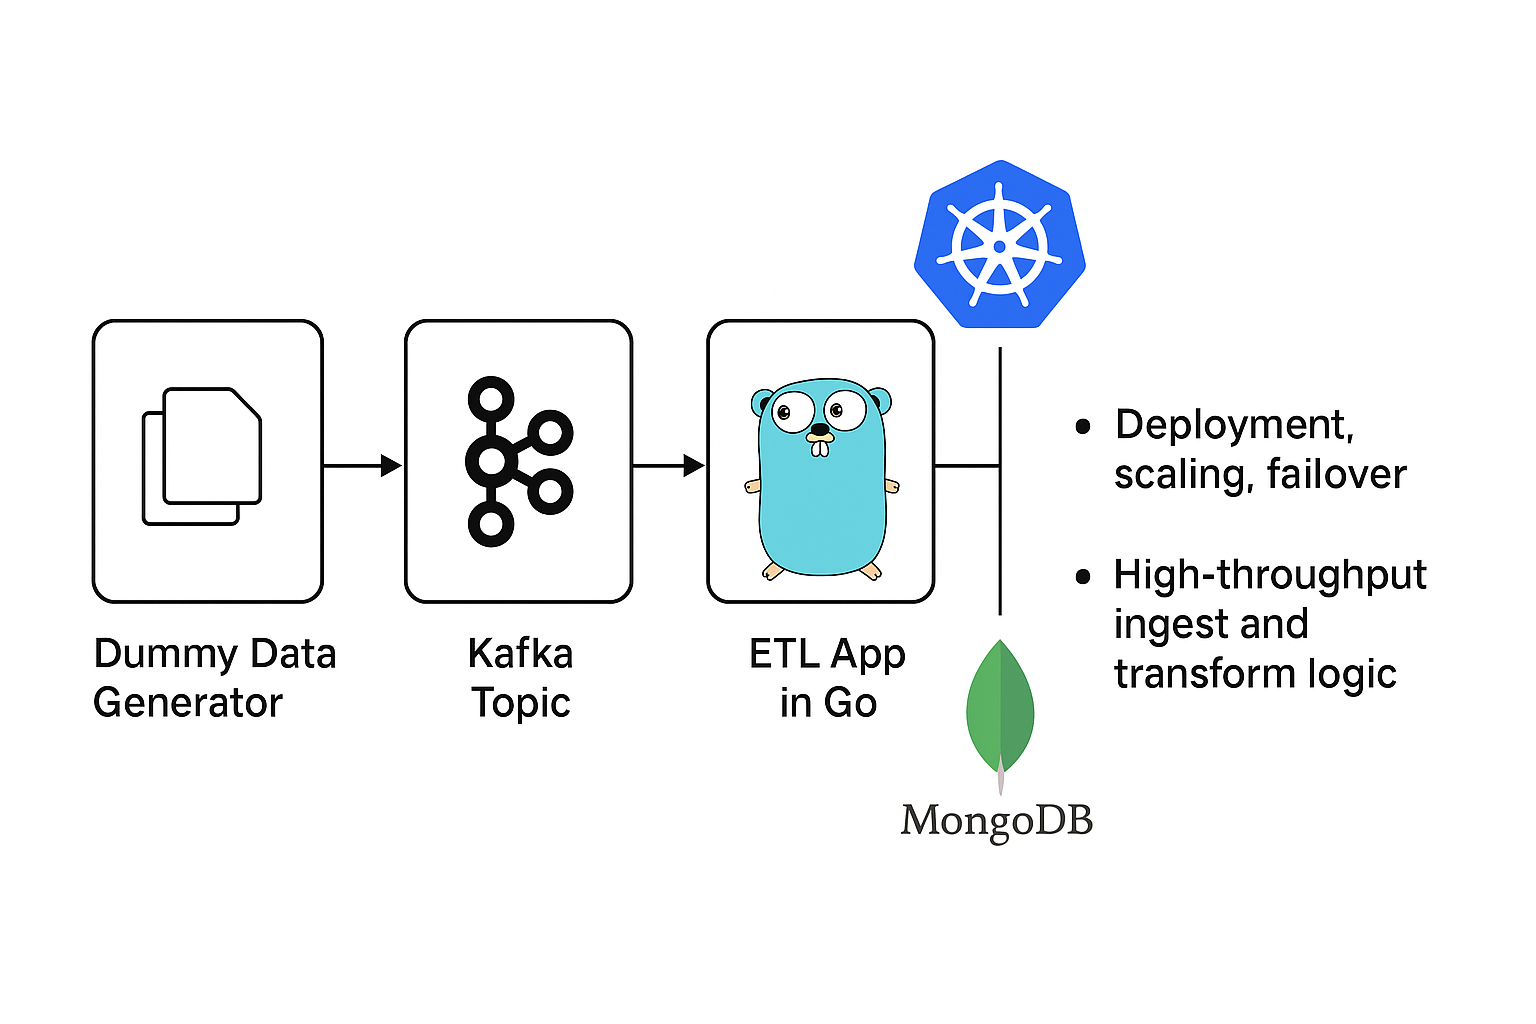 Dummy Data
Generator
Kafka
Topic
ETL App
in Go
MongoDB
• Deployment,
scaling, failover
• High-throughput
ingest and
transform logic